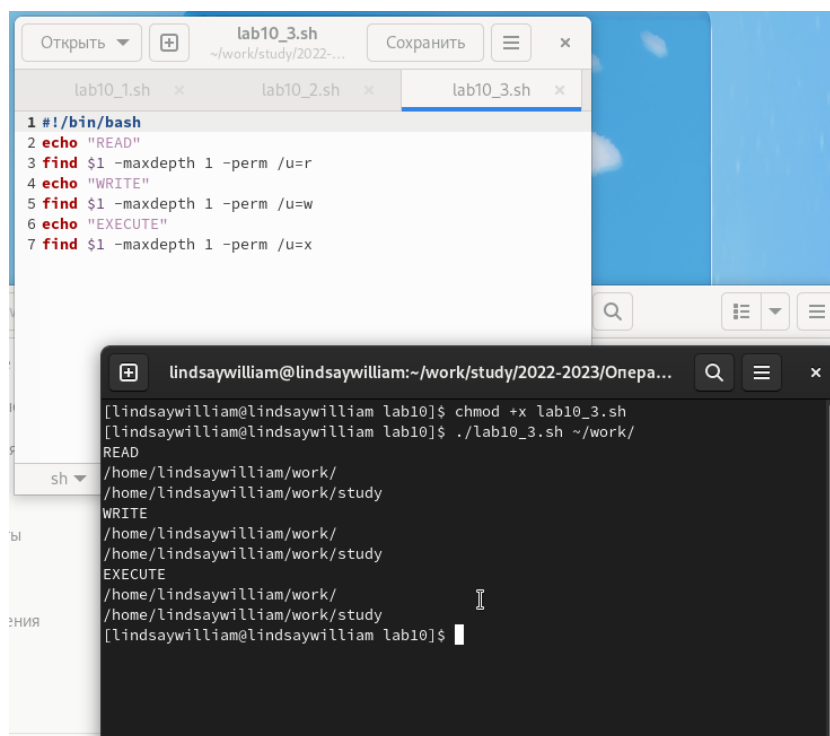 Открыть
lab10_3.sh
~/work/study/2022-...
Сохранить
lab10_1.sh
lab10_2.sh
lab10_3.sh
1 #!/bin/bash
2 echo "READ"
3 find $1 -maxdepth 1 -perm /u=r
4 echo "WRITE"
5 find $1 -maxdepth 1 -perm /u=w
6 echo "EXECUTE"
7 find $1 -maxdepth 1 -perm /u=x
sh
ты
ения
lindsaywilliam@lindsaywilliam:~/work/study/2022-2023/Опера...
[lindsaywilliam@lindsaywilliam lab10]$ chmod +x lab10_3.sh
[lindsaywilliam@lindsaywilliam lab10]$ ./lab10_3.sh ~/work/
READ
/home/lindsaywilliam/work/
/home/lindsaywilliam/work/study
WRITE
/home/lindsaywilliam/work/
/home/lindsaywilliam/work/study
EXECUTE
/home/lindsaywilliam/work/
/home/lindsaywilliam/work/study
[lindsaywilliam@lindsaywilliam lab10]$